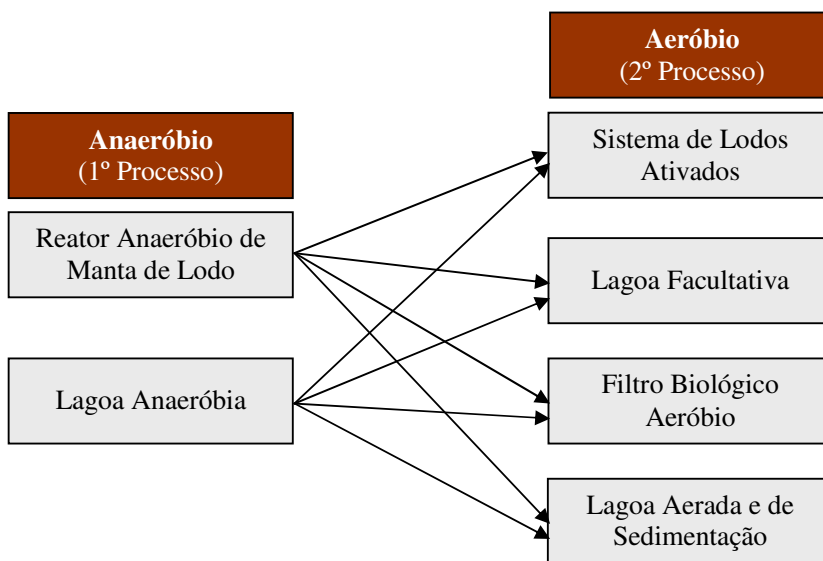 Anaeróbio
(1º Processo)
Reator Anaeróbio de
Manta de Lodo
Lagoa Anaeróbia
Aeróbio
(2º Processo)
Sistema de Lodos
Ativados
Lagoa Facultativa
Filtro Biológico
Aeróbio
Lagoa Aerada e de
Sedimentação